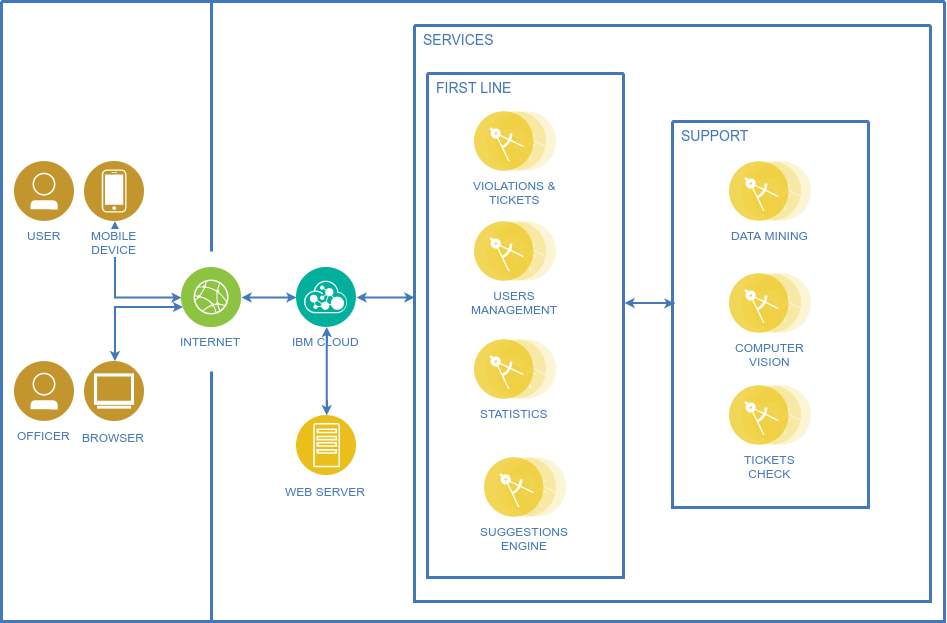 SERVICES
FIRST LINE
VIOLATIONS &
TICKETS
USERS
MANAGEMENT
STATISTICS
SUGGESTIONS
ENGINE
SUPPORT
DATA MINING
COMPUTER
VISION
TICKETS
CHECK
USER
MOBILE
DEVICE
INTERNET
IBM CLOUD
OFFICER
BROWSER
WEB SERVER